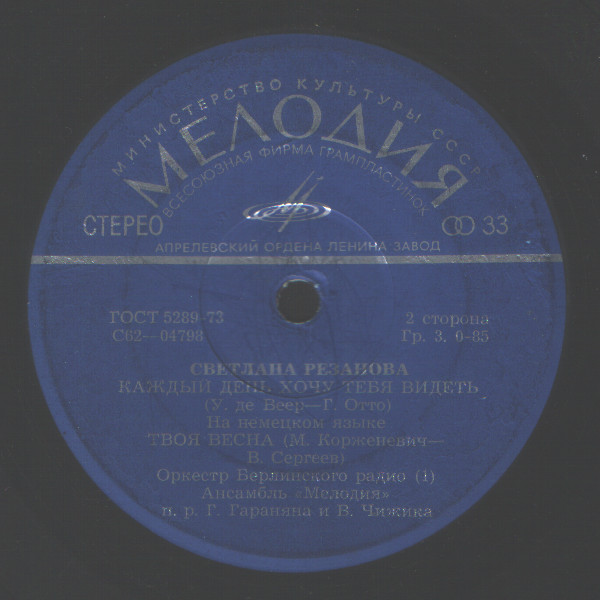 МИНИСТЕРСТВО КУЛЬТУРЫ СССР
МЕЛОДИЯ
ВСЕСОЮЗНАЯ ФИРМА ГРАМПЛАСТИНОК
СТЕРЕО
33
АПРЕЛЕВСКИЙ ОРДЕНА ЛЕНИНА ЗАВОД
ГОСТ 5289-73
2 сторона
С62—04798
Гр. 3. 0-85
СВЕТЛАНА РЕЗАНОВА
КАЖДЫЙ ДЕНЬ ХОЧУ ТЕБЯ ВИДЕТЬ
(У. де Веер—Г. Отто)
На немецком языке
ТВОЯ ВЕСНА (М. Корженевич—
В. Сергеев)
Оркестр Берлинского радио (1)
Ансамбль «Мелодия»
п. р. Г. Гараняна и В. Чижика